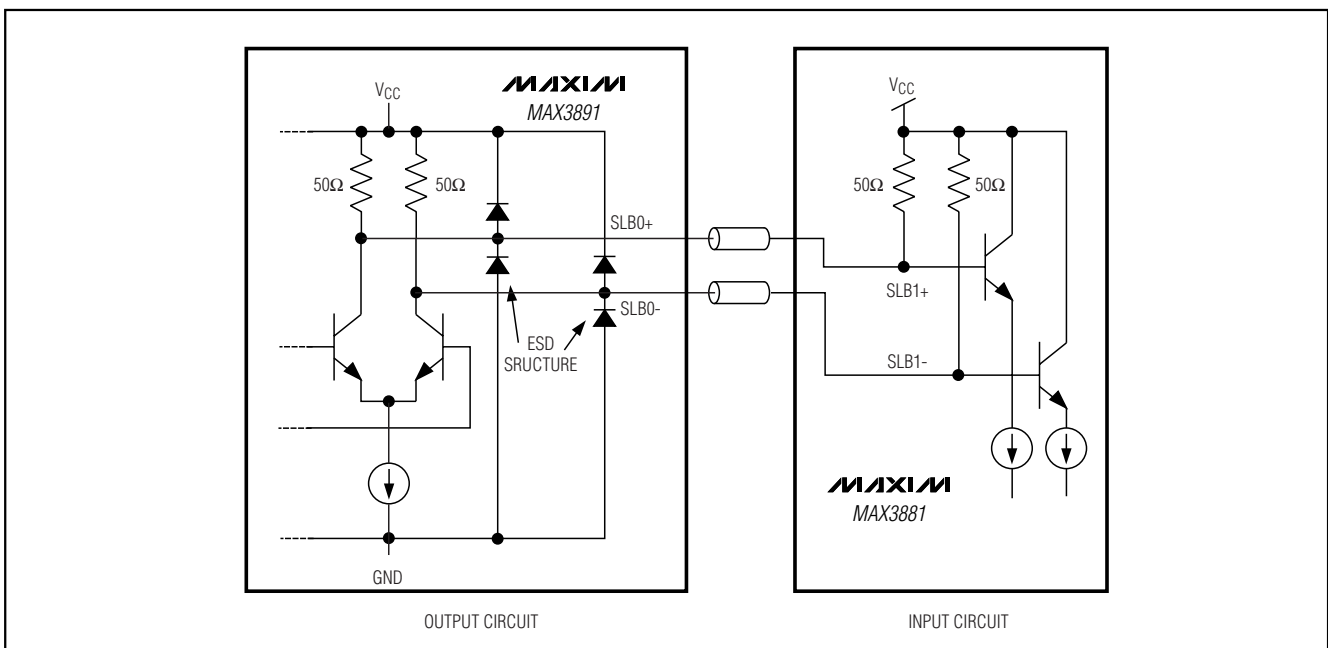 MAXIM
MAX3891
VCC
50Ω
50Ω
SLB0+
SLB0-
ESD
SRUCTURE
GND
OUTPUT CIRCUIT
VCC
50Ω
50Ω
SLB1+
SLB1-
MAXIM
MAX3881
INPUT CIRCUIT